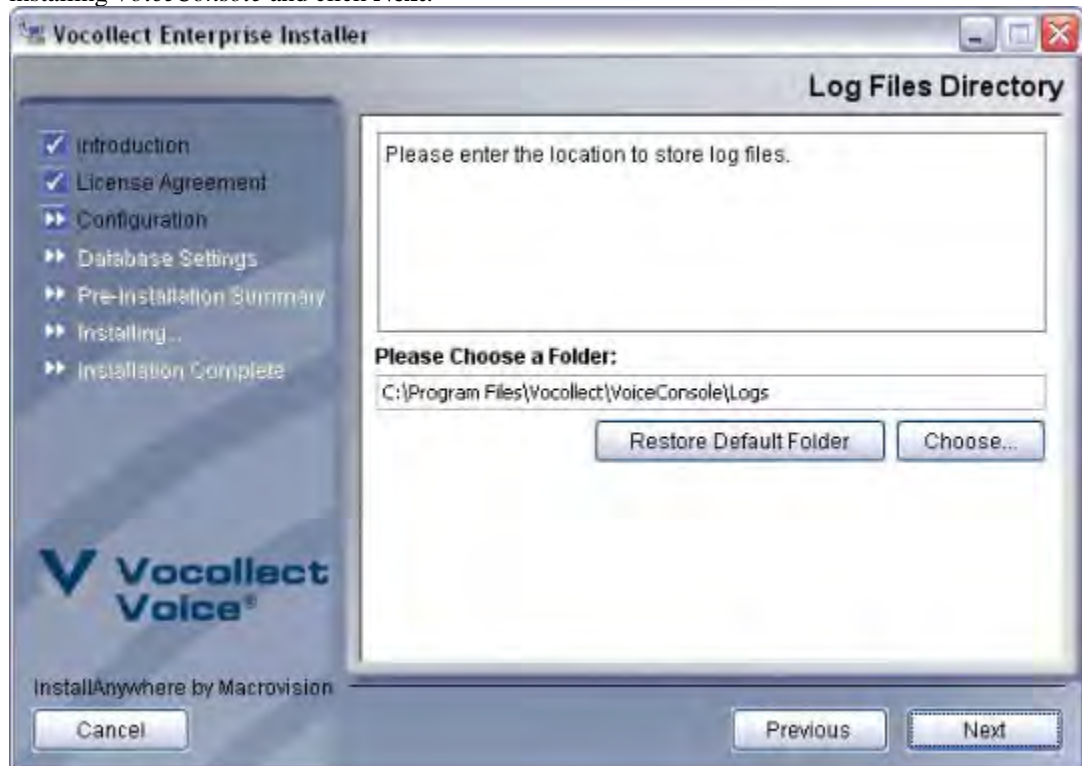 installing VoiceConsole and click Next.
Vocollect Enterprise Installer
Log Files Directory
Introduction
License Agreement
Configuration
Database Settings
Pre-Installation Summary
Installing...
Installation Complete
Please enter the location to store log files.
Please Choose a Folder:
C:\Program Files\Vocollect\VoiceConsole\Logs
Restore Default Folder
Choose...
V Vocollect
Voice®
InstallAnywhere by Macrovision
Cancel
Previous
Next